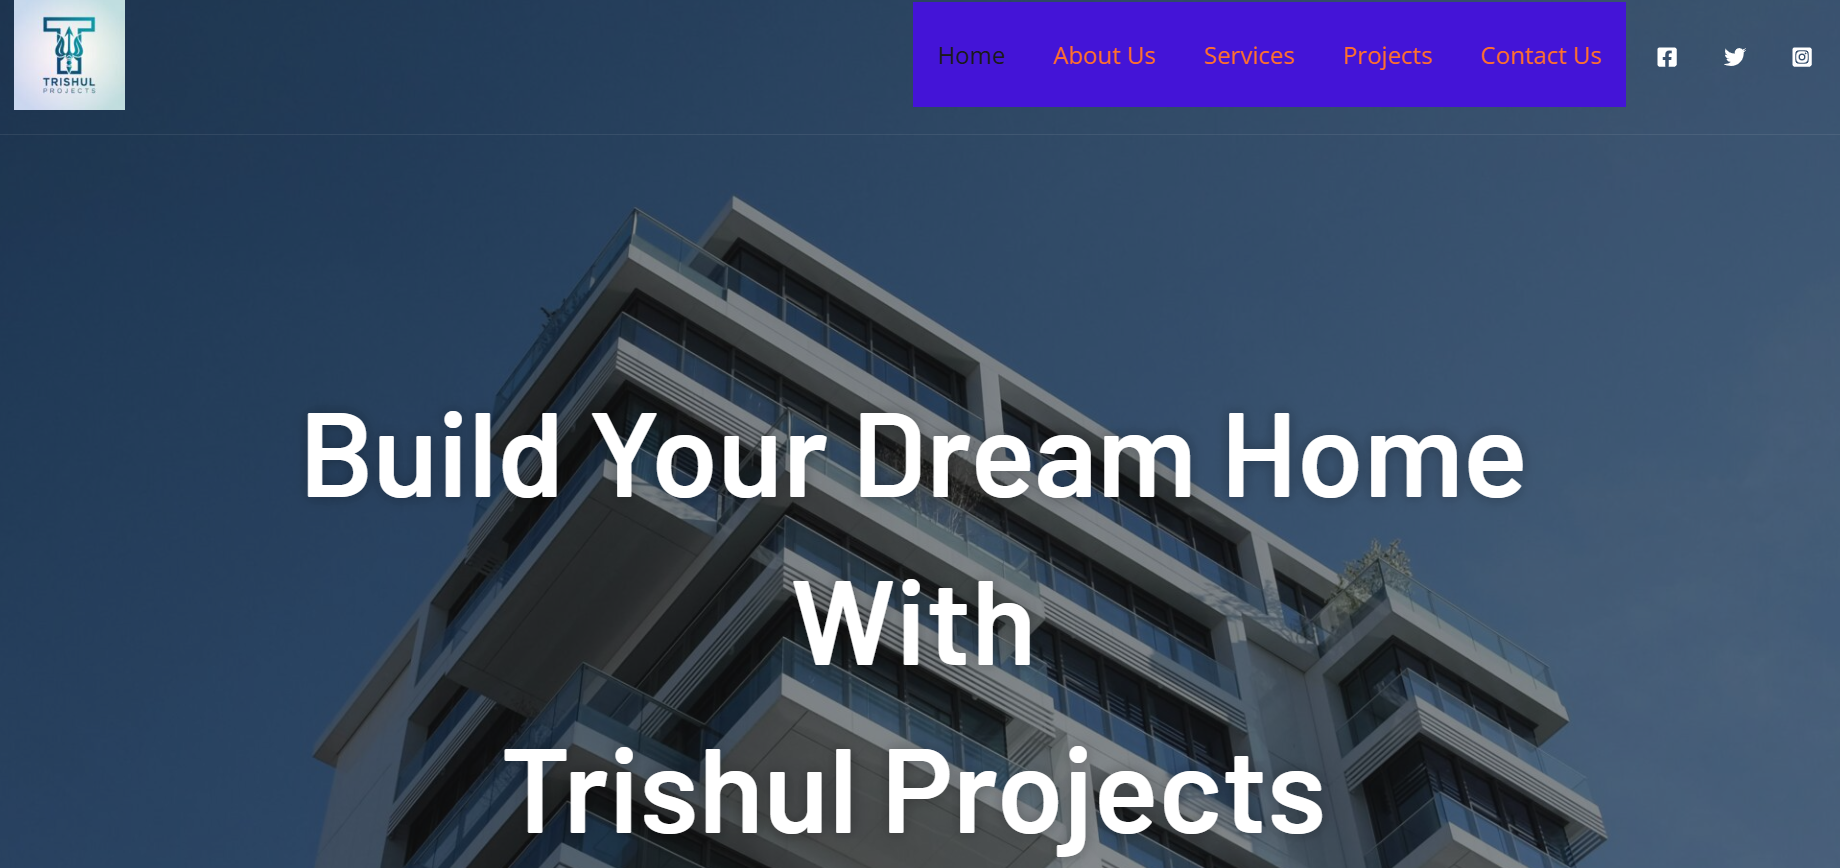 TRISHUL
PROJECTS
Home About Us Services Projects Contact Us
Build Your Dream Home
With
Trishul Projects